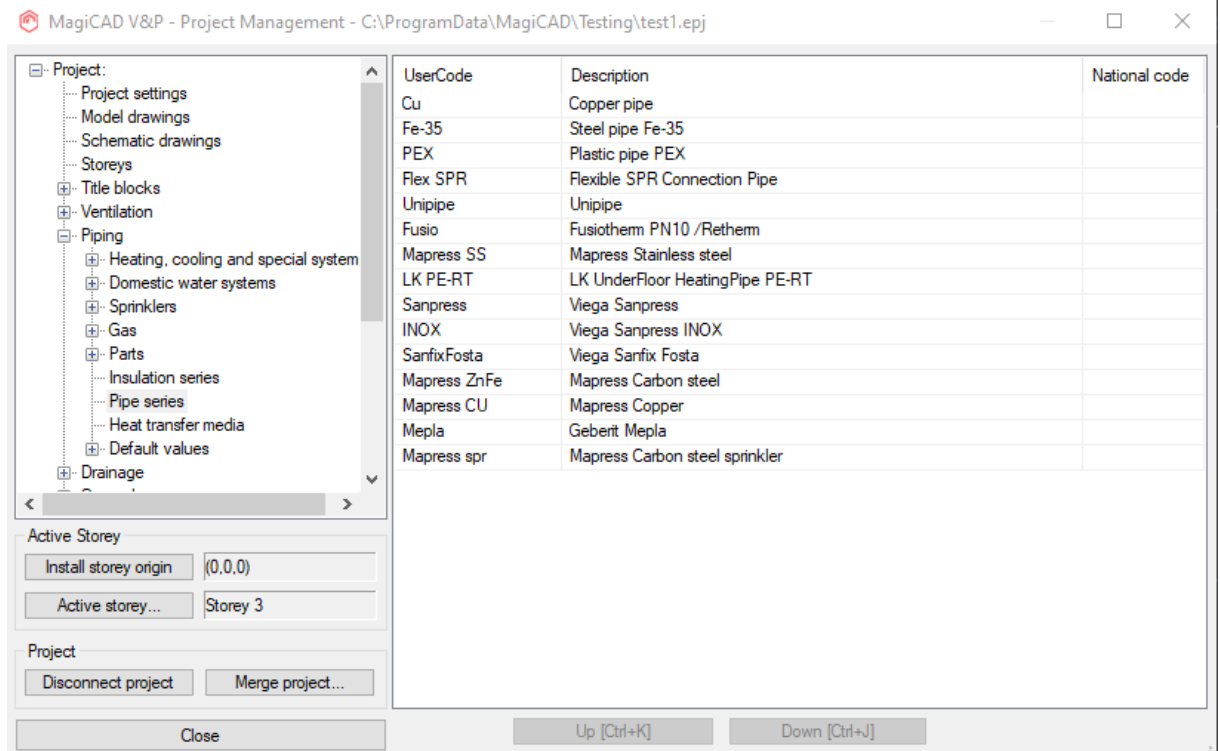 MagiCAD V&P - Project Management - C:\ProgramData\MagiCAD\Testing\test1.epj
Project:
Project settings
Model drawings
Schematic drawings
Storeys
Title blocks
Ventilation
Piping
Heating, cooling and special system
Domestic water systems
Sprinklers
Gas
Parts
Insulation series
Pipe series
Heat transfer media
Default values
Drainage
Active Storey
Install storey origin (0,0,0)
Active storey... Storey 3
Project
Disconnect project Merge project...
Close
UserCode Description National code
Cu Copper pipe
Fe-35 Steel pipe Fe-35
PEX Plastic pipe PEX
Flex SPR Flexible SPR Connection Pipe
Unipipe Unipipe
Fusio Fusiotherm PN10 /Retherm
Mapress SS Mapress Stainless steel
LK PE-RT LK UnderFloor HeatingPipe PE-RT
Sanpress Viega Sanpress
INOX Viega Sanpress INOX
SanfixFosta Viega Sanfix Fosta
Mapress ZnFe Mapress Carbon steel
Mapress CU Mapress Copper
Mepla Geberit Mepla
Mapress spr Mapress Carbon steel sprinkler
Up [Ctrl+K] Down [Ctrl+J]